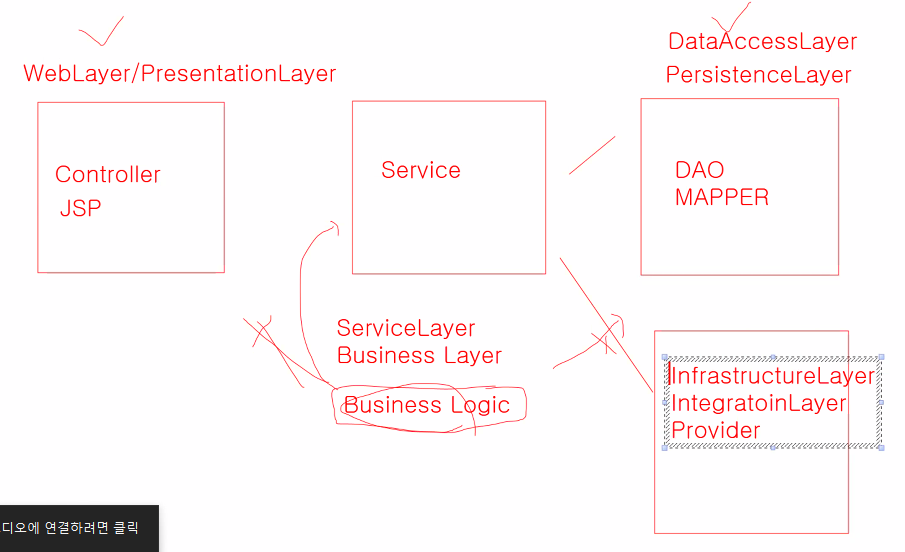 WebLayer/PresentationLayer
Controller
JSP
Service
ServiceLayer
Business Layer
Business Logic
DataAccessLayer
PersistenceLayer
DAO
MAPPER
InfrastructureLayer
IntegratoinLayer
Provider
디오에 연결하려면 클릭